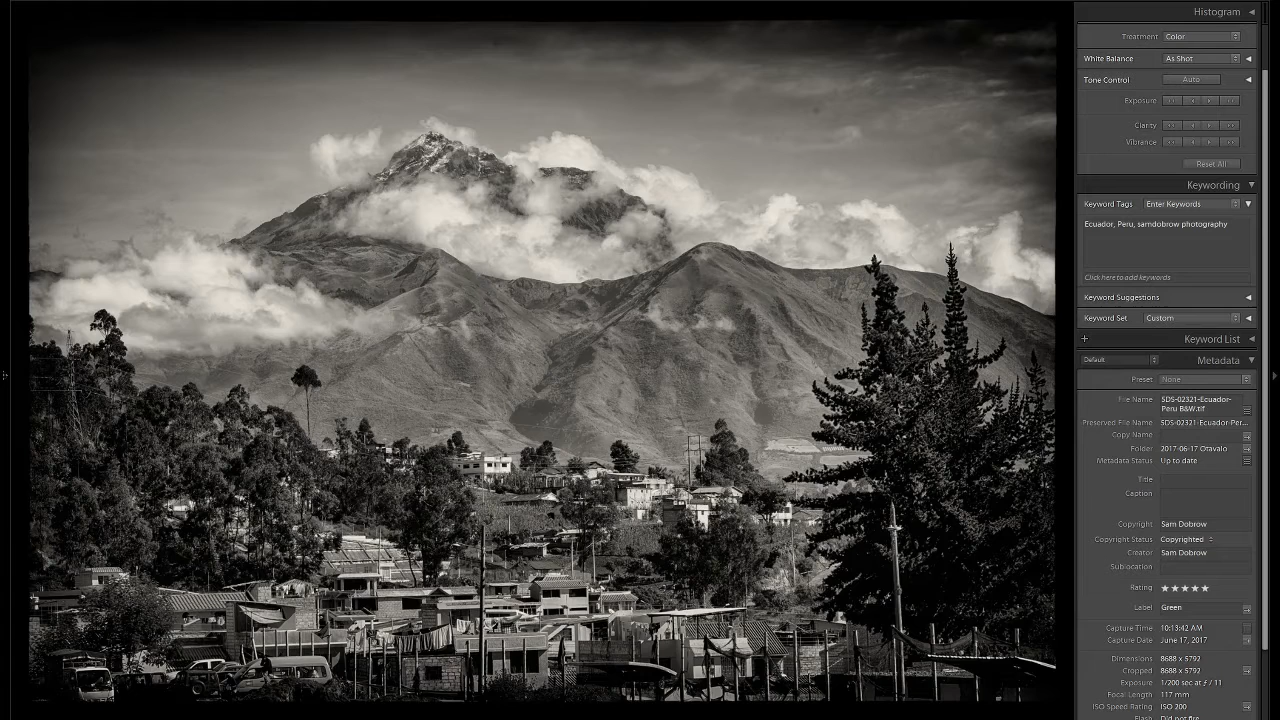 Histogram
Treatment Color
White Balance As Shot
Tone Control Auto
Exposure
Clarity
Vibrance
Reset All
Keywording
Keyword Tags Enter Keywords
Ecuador, Peru, samdobrow photography
Click here to add keywords
Keyword Suggestions
Keyword Set Custom
+ Keyword List
Default Metadata
Preset None
File Name 5DS-02321-Ecuador-
Peru B&W.tif
Preserved File Name 5DS-02321-Ecuador-Per...
Copy Name
Folder 2017-06-17 Otavalo
Metadata Status Up to date
Title
Caption
Copyright Sam Dobrow
Copyright Status Copyrighted
Creator Sam Dobrow
Sublocation
Rating ★★★★★
Label Green
Capture Time 10:13:42 AM
Capture Date June 17, 2017
Dimensions 8688 x 5792
Cropped 8688 x 5792
Exposure 1/200 sec at ƒ / 11
Focal Length 117 mm
ISO Speed Rating ISO 200
Flash Did not fire